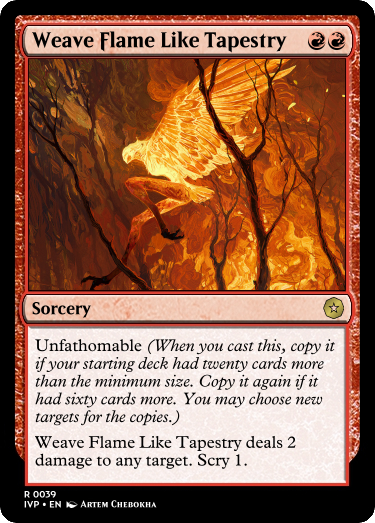 Weave Flame Like Tapestry
Sorcery
Unfathomable (When you cast this, copy it
if your starting deck had twenty cards more
than the minimum size. Copy it again if it
had sixty cards more. You may choose new
targets for the copies.)
Weave Flame Like Tapestry deals 2
damage to any target. Scry 1.
R 0039
IVP • EN Artem Chebokha